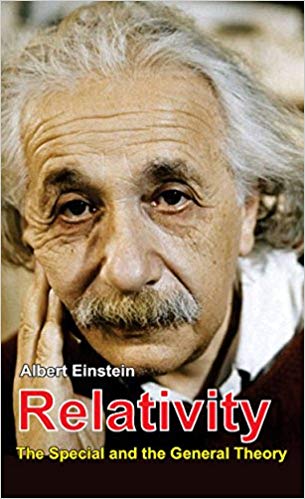 Albert Einstein
Relativity
The Special and the General Theory